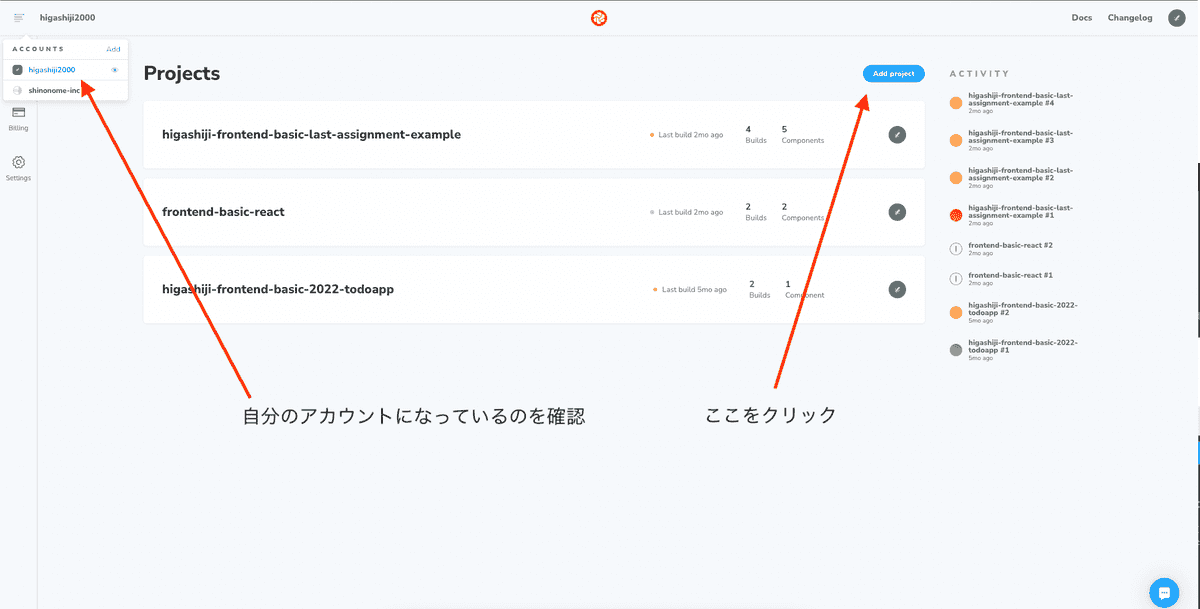 higashiji2000
Docs
Changelog
ACCOUNTS
Add
higashiji2000
shinonome-inc
Billing
Settings
Projects
Add project
higashiji-frontend-basic-last-assignment-example
Last build 2mo ago
4
Builds
5
Components
frontend-basic-react
Last build 2mo ago
2
Builds
2
Components
higashiji-frontend-basic-2022-todoapp
Last build 5mo ago
2
Builds
1
Component
ACTIVITY
higashiji-frontend-basic-last-
assignment-example #4
2mo ago
higashiji-frontend-basic-last-
assignment-example #3
2mo ago
higashiji-frontend-basic-last-
assignment-example #2
2mo ago
higashiji-frontend-basic-last-
assignment-example #1
2mo ago
frontend-basic-react #2
2mo ago
frontend-basic-react #1
2mo ago
higashiji-frontend-basic-2022-
todoapp #2
5mo ago
higashiji-frontend-basic-2022-
todoapp #1
5mo ago
自分のアカウントになっているのを確認
ここをクリック